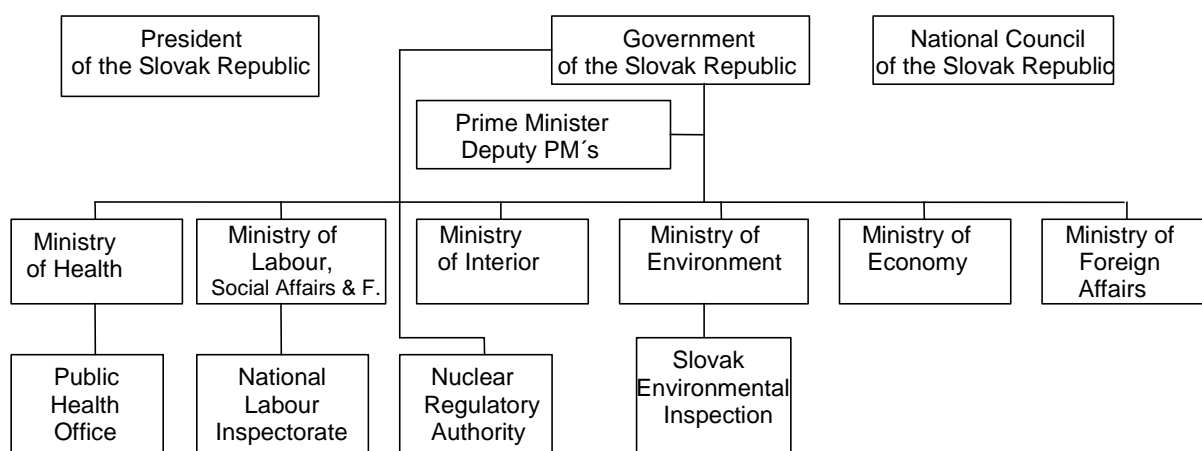 President
of the Slovak Republic
Government
of the Slovak Republic
National Council
of the Slovak Republic
Prime Minister
Deputy PM´s
Ministry
of Health
Ministry of
Labour,
Social Affairs & F.
Ministry
of Interior
Ministry of
Environment
Ministry of
Economy
Ministry of
Foreign
Affairs
Public
Health
Office
National
Labour
Inspectorate
Nuclear
Regulatory
Authority
Slovak
Environmental
Inspection